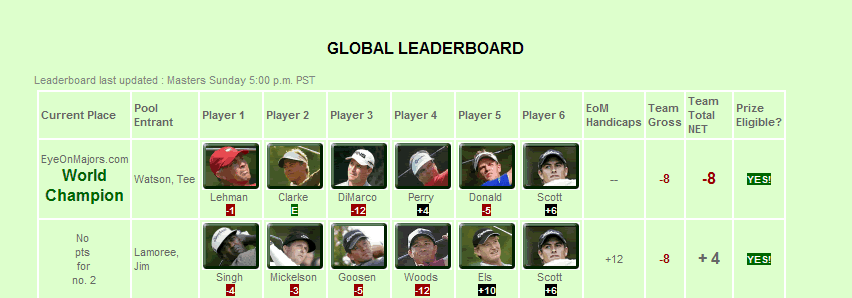 GLOBAL LEADERBOARD
Leaderboard last updated : Masters Sunday 5:00 p.m. PST
Current Place Pool Entrant Player 1 Player 2 Player 3 Player 4 Player 5 Player 6 EoM Handicaps Team Gross Team Total NET Prize Eligible?
EyeOnMajors.com
World
Champion
Watson, Tee
Lehman Clarke DiMarco Perry Donald Scott
-1 E -12 +4 -5 +6
-- -8 -8 YES!
No
pts
for
no. 2
Lamoree,
Jim
Singh Mickelson Goosen Woods Els Scott
-4 -3 -5 -12 +10 +6
+12 -8 + 4 YES!